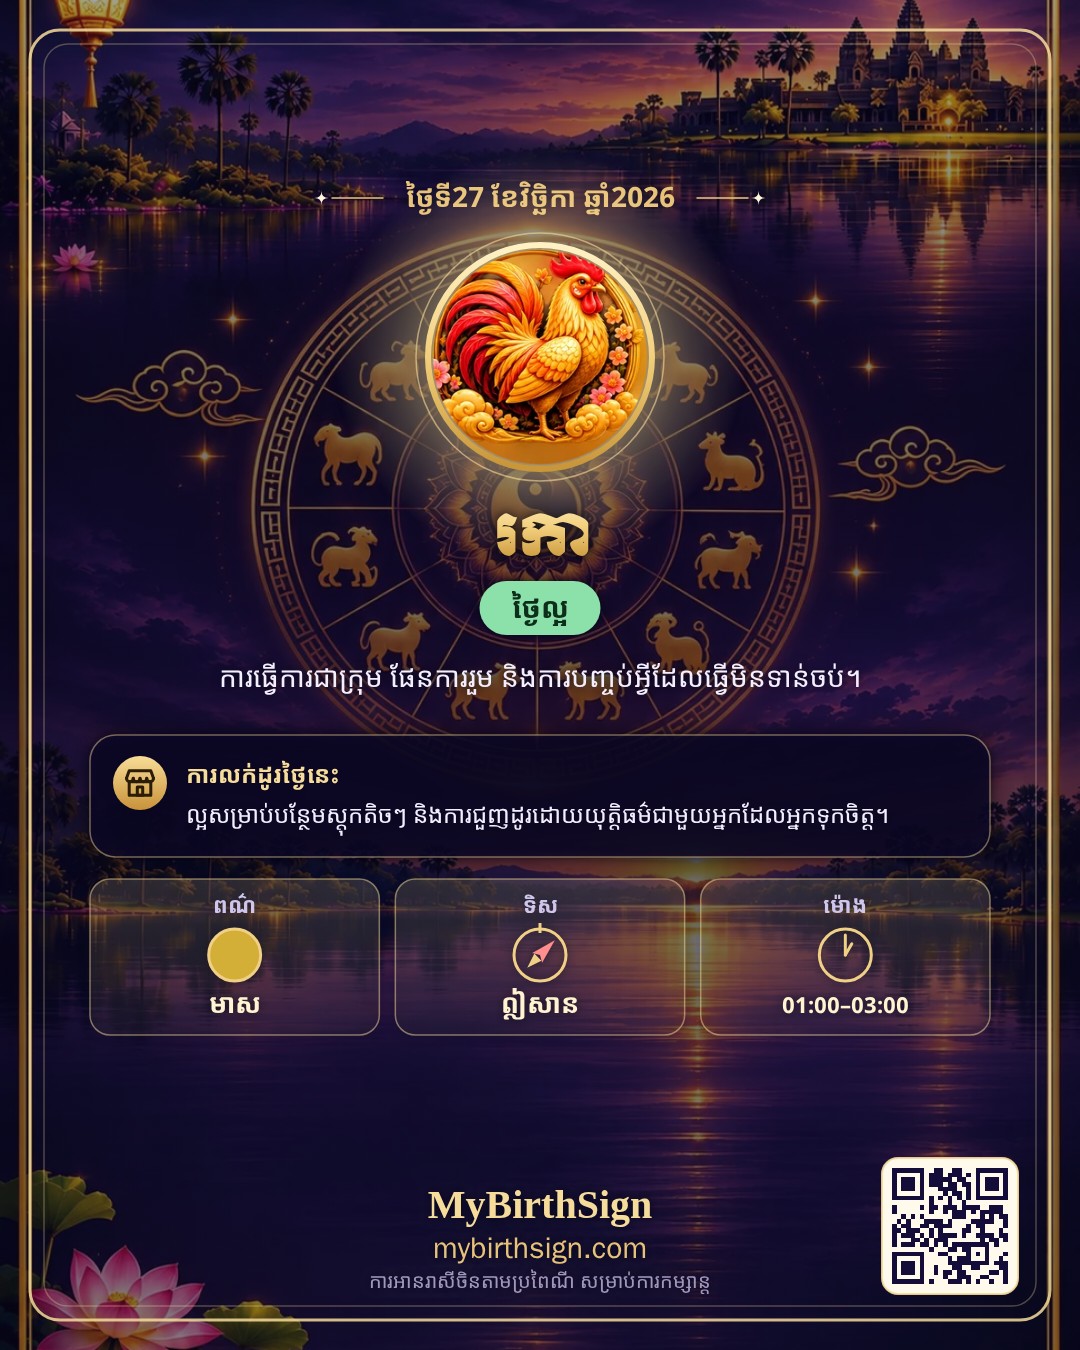 ថ្ងៃទី27 ខែវិច្ឆិកា ឆ្នាំ2026
រកា
ថ្ងៃល្អ
ការធ្វើការជាក្រុម ផែនការរួម និងការបញ្ចប់អ្វីដែលធ្វើមិនទាន់ចប់។
ការលក់ដូរថ្ងៃនេះ
ល្អសម្រាប់បន្ថែមស្តុកតិចៗ និងការជួញដូរដោយយុត្តិធម៌ជាមួយអ្នកដែលអ្នកទុកចិត្ត។
ពណ៌
ទិស
ម៉ោង
មាស
ឦសាន
01:00–03:00
MyBirthSign
mybirthsign.com
ការអានរាសីចិនតាមប្រពៃណី សម្រាប់ការកម្សាន្ត